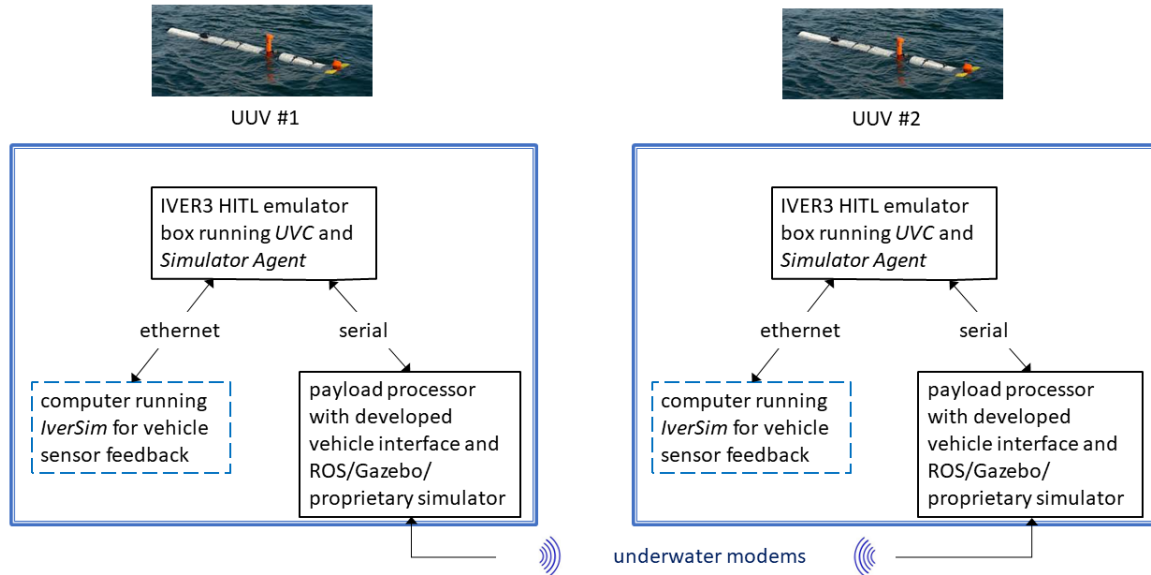 UUV #1
IVER3 HITL emulator
box running UVC and
Simulator Agent
ethernet
serial
computer running
IverSim for vehicle
sensor feedback
payload processor
with developed
vehicle interface and
ROS/Gazebo/
proprietary simulator
UUV #2
IVER3 HITL emulator
box running UVC and
Simulator Agent
ethernet
serial
computer running
IverSim for vehicle
sensor feedback
payload processor
with developed
vehicle interface and
ROS/Gazebo/
proprietary simulator
underwater modems